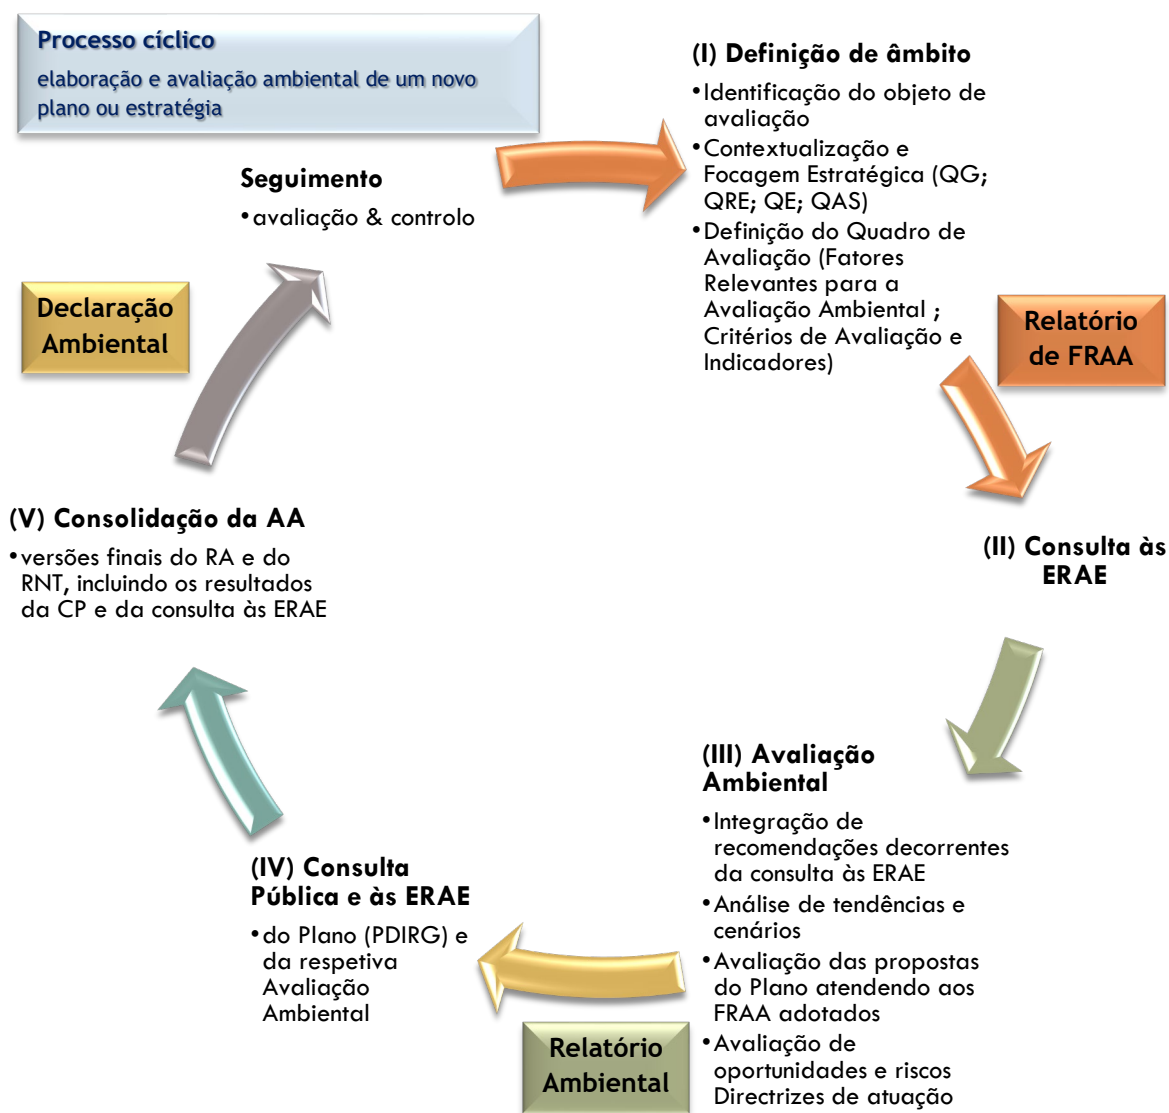 Processo cíclico
elaboração e avaliação ambiental de um novo
plano ou estratégia
(I) Definição de âmbito
•Identificação do objeto de
avaliação
•Contextualização e
Focagem Estratégica (QG;
QRE; QE; QAS)
•Definição do Quadro de
Avaliação (Fatores
Relevantes para a
Avaliação Ambiental ;
Critérios de Avaliação e
Indicadores)
Relatório
de FRAA
(II) Consulta às
ERAE
(III) Avaliação
Ambiental
•Integração de
recomendações decorrentes
da consulta às ERAE
•Análise de tendências e
cenários
•Avaliação das propostas
do Plano atendendo aos
FRAA adotados
•Avaliação de
oportunidades e riscos
Directrizes de atuação
Relatório
Ambiental
(IV) Consulta
Pública e às ERAE
•do Plano (PDIRG) e
da respetiva
Avaliação
Ambiental
(V) Consolidação da AA
•versões finais do RA e do
RNT, incluindo os resultados
da CP e da consulta às ERAE
Declaração
Ambiental
Seguimento
•avaliação & controlo